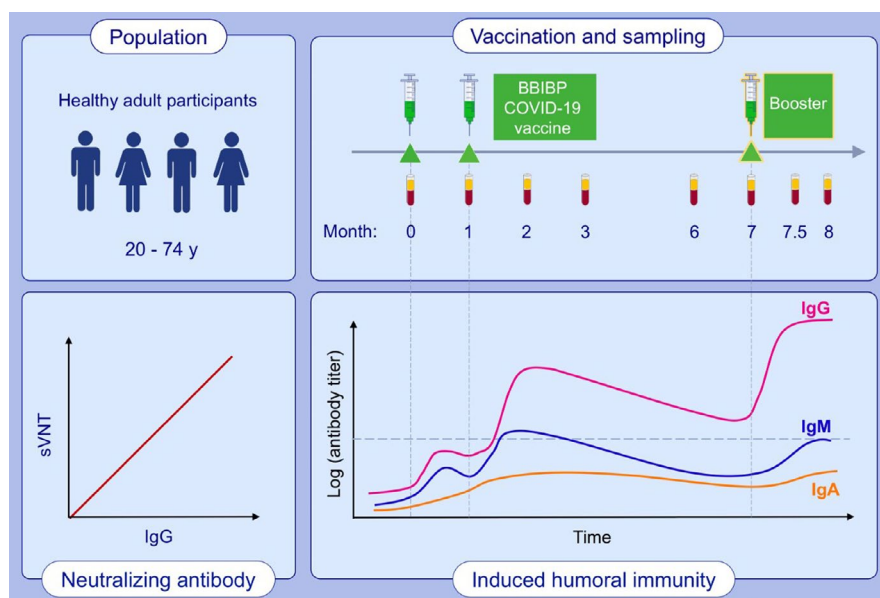 Population
Healthy adult participants
20 - 74 y
Vaccination and sampling
BBIBP
COVID-19
vaccine
Booster
Month: 0 1 2 3 6 7 7.5 8
sVNT
IgG
Neutralizing antibody
Log (antibody titer)
IgG
IgM
IgA
Time
Induced humoral immunity